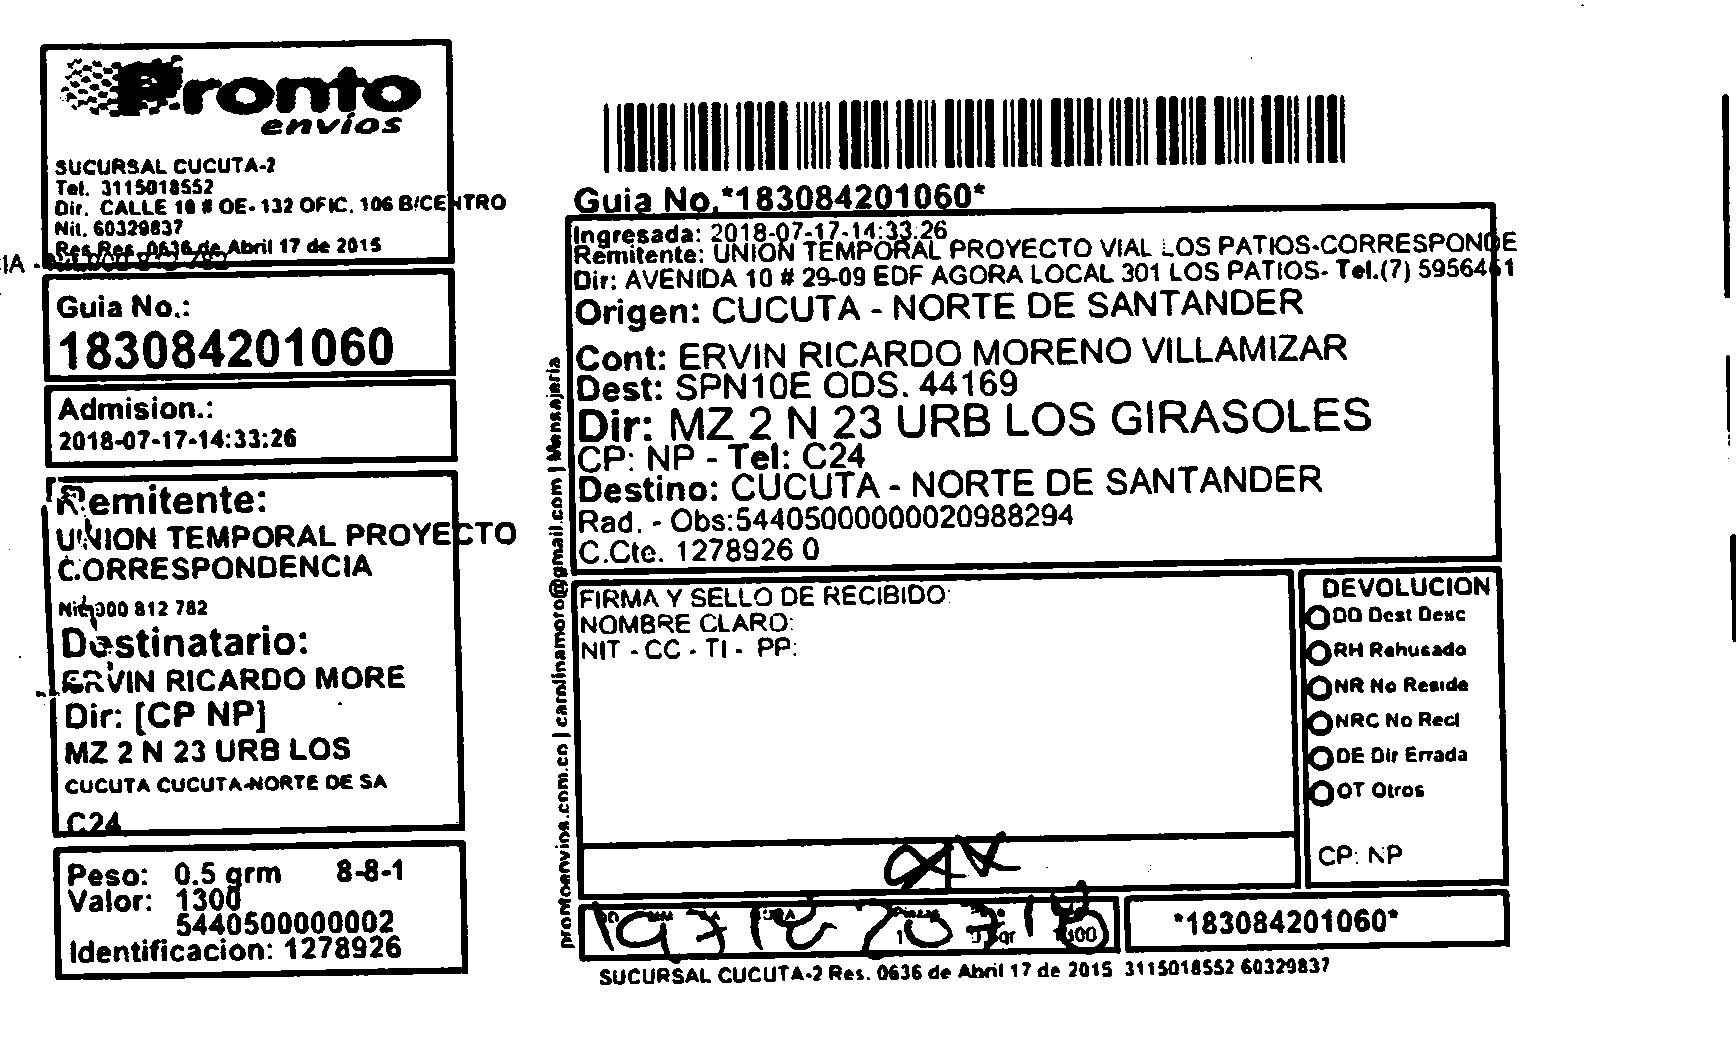 Pronto
envíos
SUCURSAL CUCUTA-2
Tel. 3115018552
Dir. CALLE 10 # OE- 132 OFIC. 106 B/CENTRO
Nit. 60329837
Res.Res. 0636 de Abril 17 de 2015
Guia No.:
183084201060
Admision.:
2018-07-17-14:33:26
Remitente:
UNION TEMPORAL PROYECTO
CORRESPONDENCIA
Nit 900 812 782
Destinatario:
ERVIN RICARDO MORE
Dir: [CP NP]
MZ 2 N 23 URB LOS
CUCUTA CUCUTA-NORTE DE SA
C24
Peso: 0.5 grm 8-8-1
Valor: 1300
5440500000002
Identificacion: 1278926
Guia No.*183084201060*
Ingresada: 2018-07-17-14:33:26
Remitente: UNION TEMPORAL PROYECTO VIAL LOS PATIOS-CORRESPONDE
Dir: AVENIDA 10 # 29-09 EDF AGORA LOCAL 301 LOS PATIOS- Tel.(7) 5956461
Origen: CUCUTA - NORTE DE SANTANDER
Cont: ERVIN RICARDO MORENO VILLAMIZAR
Dest: SPN10E ODS. 44169
Dir: MZ 2 N 23 URB LOS GIRASOLES
CP: NP - Tel: C24
Destino: CUCUTA - NORTE DE SANTANDER
Rad. - Obs:54405000000020988294
C.Cte. 1278926 0
prontoenvios.com.co | carolinamoro@gmail.com | Mensajeria
FIRMA Y SELLO DE RECIBIDO:
NOMBRE CLARO:
NIT - CC - TI - PP:
DEVOLUCION
DD Dest Desc
RH Rehusado
NR No Reside
NRC No Recl
DE Dir Errada
OT Otros
CP: NP
*183084201060*
SUCURSAL CUCUTA-2 Res. 0636 de Abril 17 de 2015 3115018552 60329837